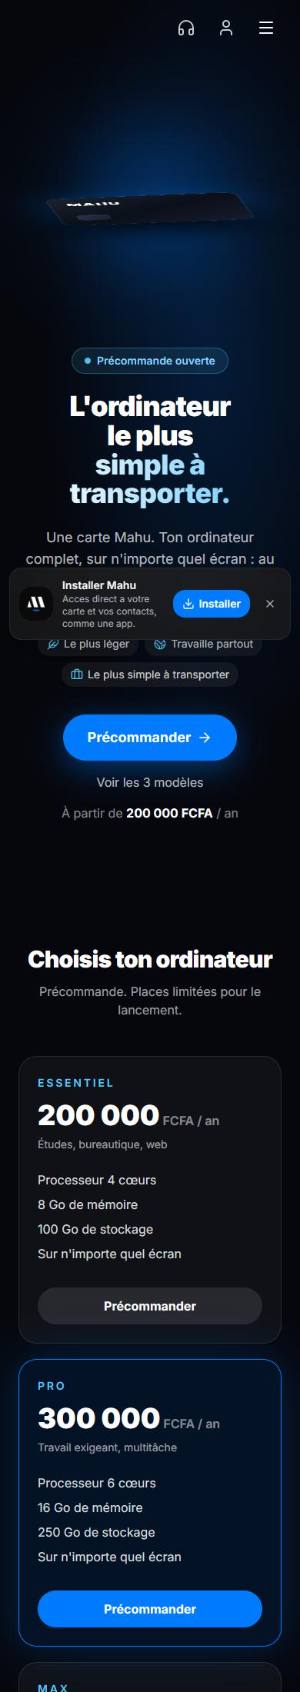 MAHU
Précommande ouverte
L'ordinateur
le plus
simple à
transporter.
Une carte Mahu. Ton ordinateur
complet, sur n'importe quel écran : au
Installer Mahu
Acces direct a votre
carte et vos contacts,
comme une app.
Installer
Le plus léger
Travaille partout
Le plus simple à transporter
Précommander
Voir les 3 modèles
À partir de 200 000 FCFA / an
Choisis ton ordinateur
Précommande. Places limitées pour le
lancement.
ESSENTIEL
200 000 FCFA / an
Études, bureautique, web
Processeur 4 cœurs
8 Go de mémoire
100 Go de stockage
Sur n'importe quel écran
Précommander
PRO
300 000 FCFA / an
Travail exigeant, multitâche
Processeur 6 cœurs
16 Go de mémoire
250 Go de stockage
Sur n'importe quel écran
Précommander
MAX